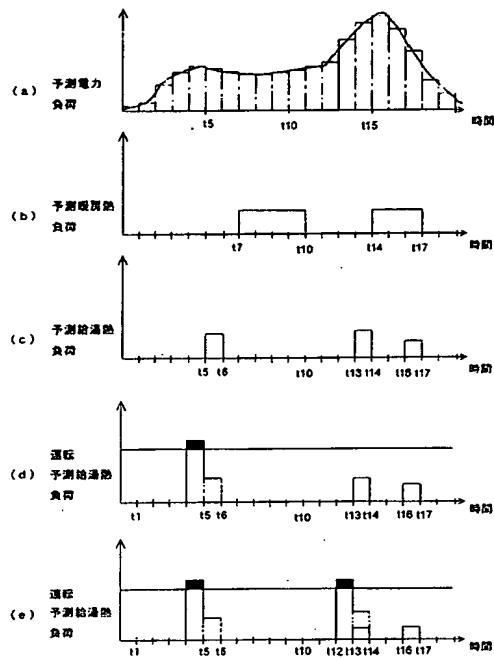 (a)
予測電力
負荷
t5
t10
t15
時間
(b)
予測暖房熱
負荷
t7
t10
t14
t17
時間
(c)
予測給湯熱
負荷
t5 t6
t10
t13 t14
t16 t17
時間
(d)
運転
予測給湯熱
負荷
t1
t5 t6
t10
t13 t14
t16 t17
時間
(e)
運転
予測給湯熱
負荷
t1
t5 t6
t10
t12 t13 t14
t16 t17
時間